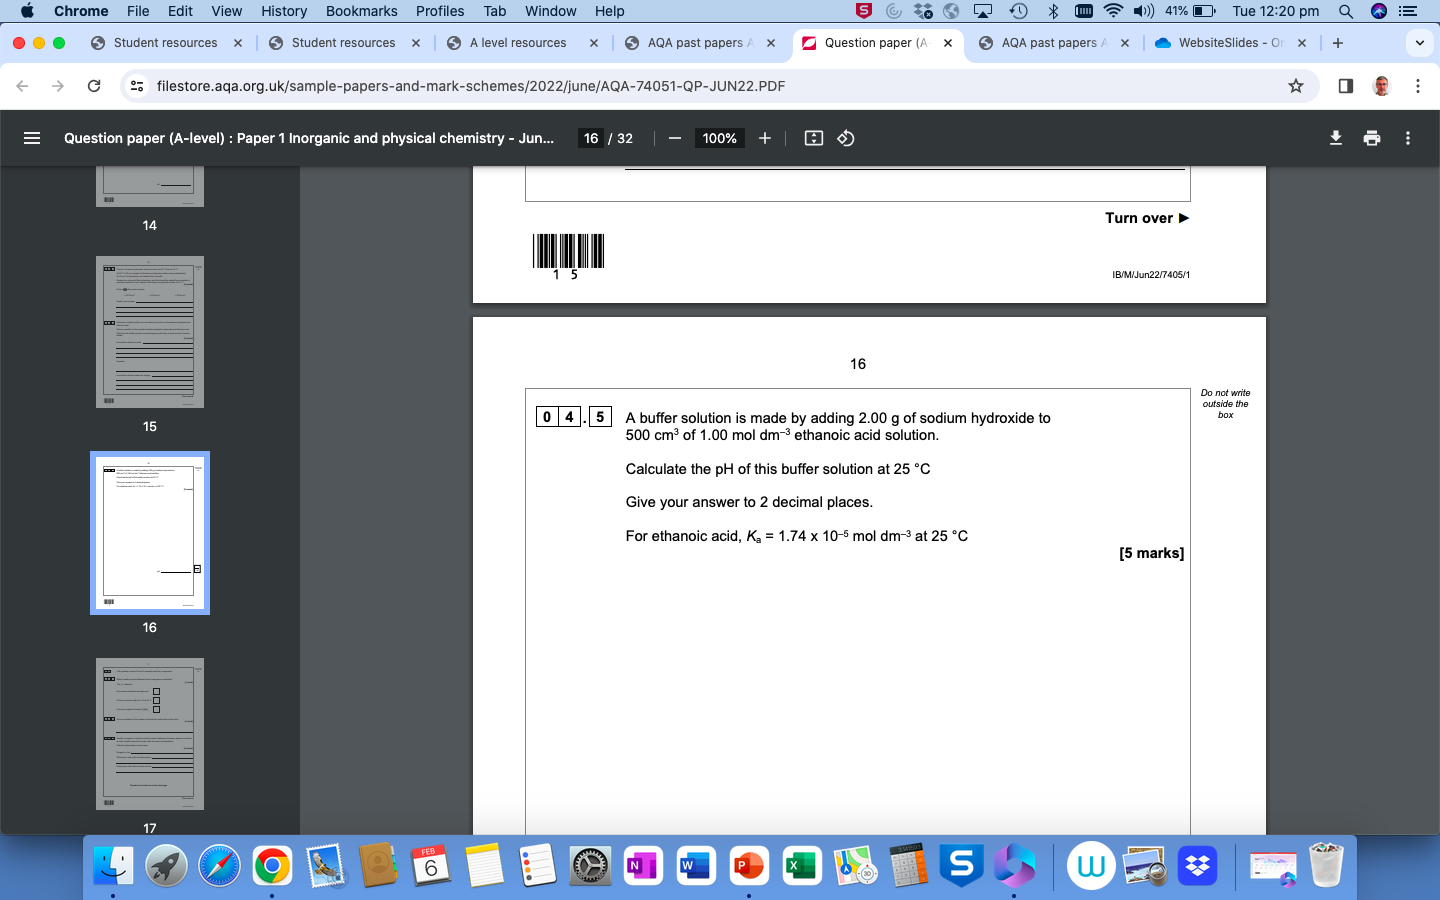 Chrome File Edit View History Bookmarks Profiles Tab Window Help 41% Tue 12:20 pm
Student resources Student resources A level resources AQA past papers A Question paper (A- AQA past papers A WebsiteSlides - Or
filestore.aqa.org.uk/sample-papers-and-mark-schemes/2022/june/AQA-74051-QP-JUN22.PDF
Question paper (A-level) : Paper 1 Inorganic and physical chemistry - Jun... 16 / 32 100%
14
15
16
17
Turn over ▶
1 5
IB/M/Jun22/7405/1
16
Do not write
outside the
box
0 4 . 5 A buffer solution is made by adding 2.00 g of sodium hydroxide to
500 cm³ of 1.00 mol dm⁻³ ethanoic acid solution.
Calculate the pH of this buffer solution at 25 °C
Give your answer to 2 decimal places.
For ethanoic acid, Kₐ = 1.74 x 10⁻⁵ mol dm⁻³ at 25 °C
[5 marks]
FEB
6
N W P X 3D S W